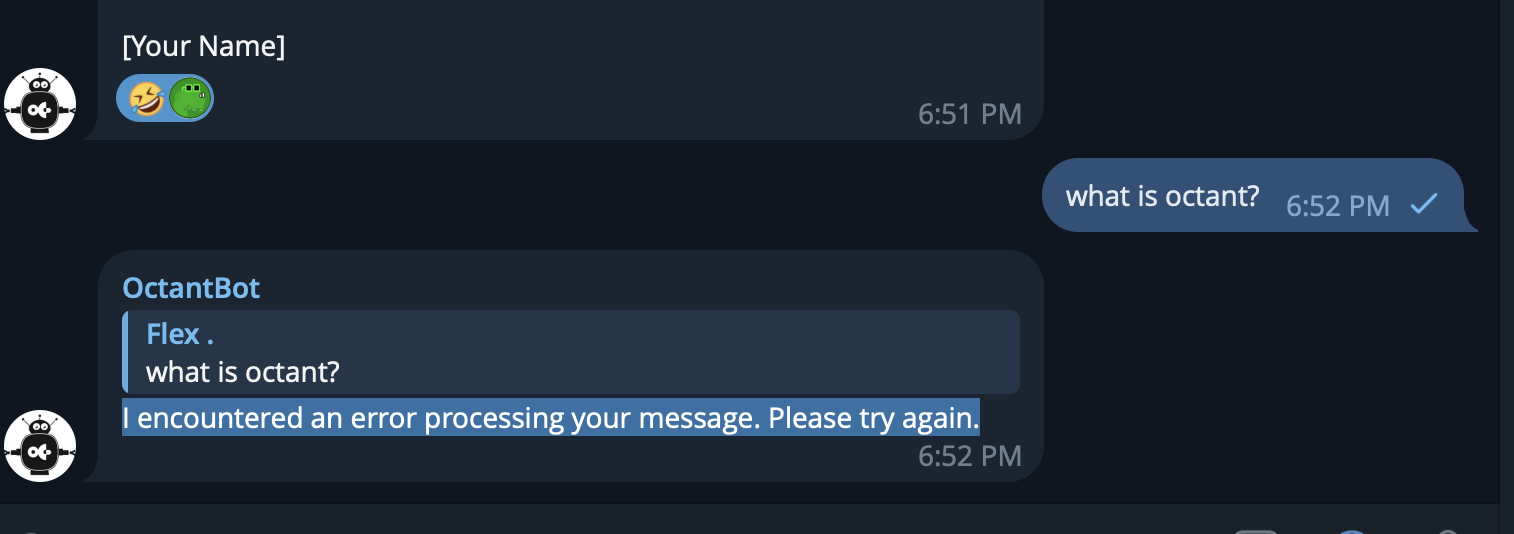 [Your Name]
6:51 PM
what is octant?
6:52 PM
OctantBot
Flex .
what is octant?
I encountered an error processing your message. Please try again.
6:52 PM